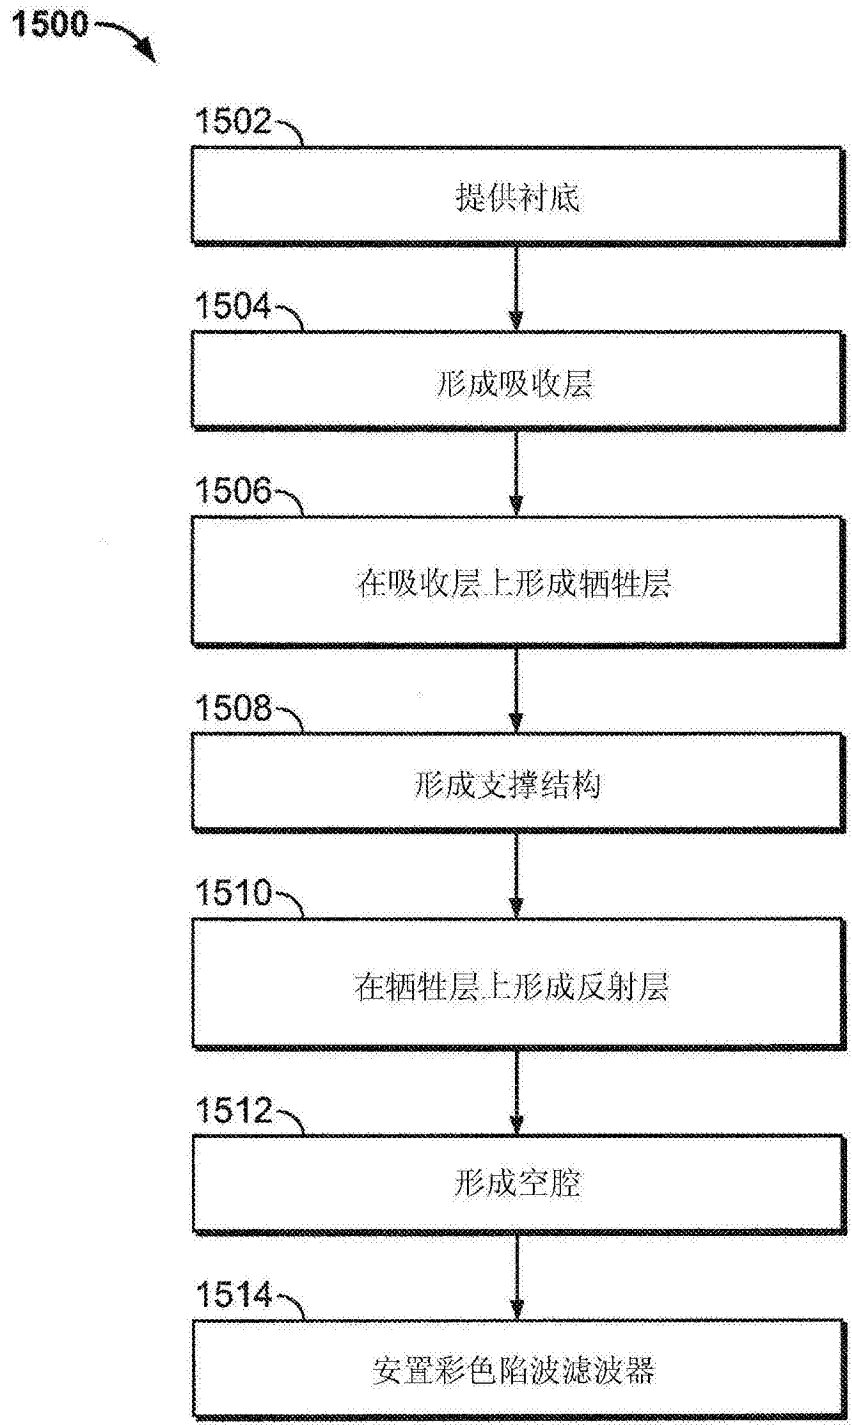 1500
1502
提供衬底
1504
形成吸收层
1506
在吸收层上形成牺牲层
1508
形成支撑结构
1510
在牺牲层上形成反射层
1512
形成空腔
1514
安置彩色陷波滤波器